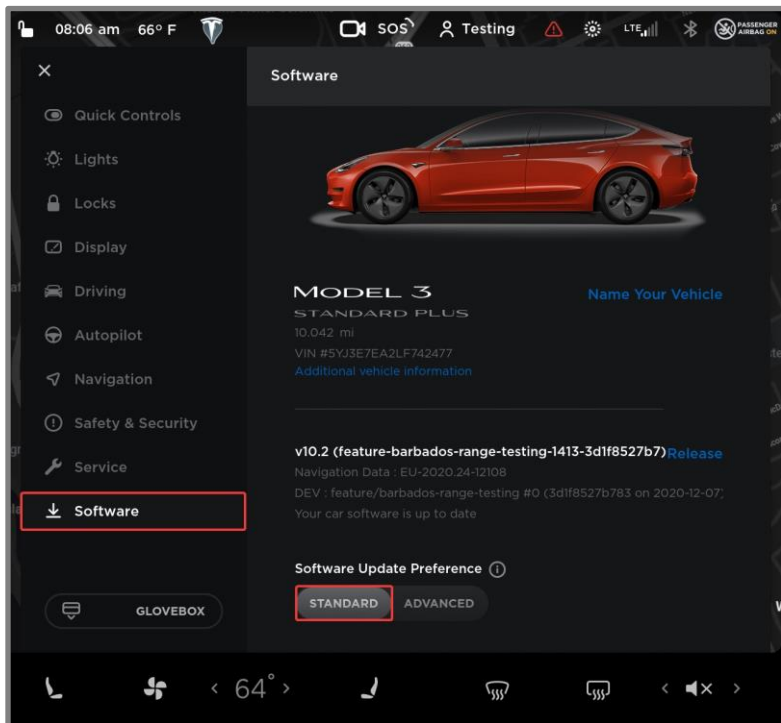 08:06 am 66° F SOS Testing LTE PASSENGER
AIRBAG ON
Software
Quick Controls
Lights
Locks
Display
Driving
Autopilot
Navigation
Safety & Security
Service
Software
GLOVEBOX
MODEL 3
Name Your Vehicle
STANDARD PLUS
10.042 mi
VIN #5YJ3E7EA2LF742477
Additional vehicle information
v10.2 (feature-barbados-range-testing-1413-3d1f8527b7) Release
Navigation Data : EU-2020.24-12108
DEV : feature/barbados-range-testing #0 (3d1f8527b783 on 2020-12-07
Your car software is up to date
Software Update Preference
STANDARD ADVANCED
64°